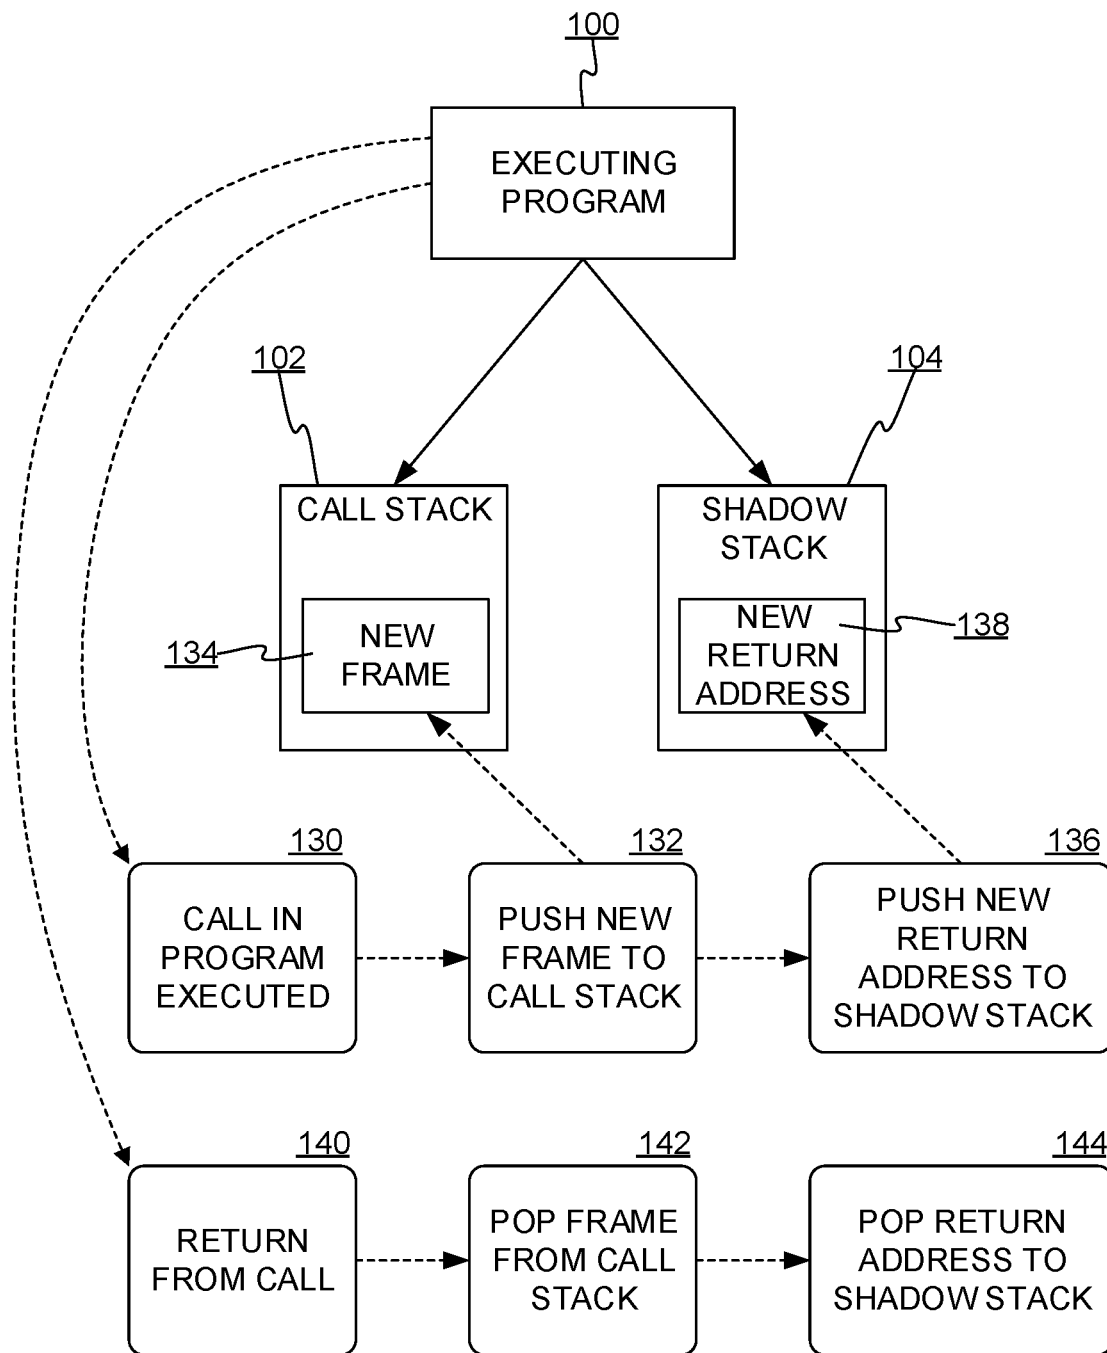 100
EXECUTING
PROGRAM
102
104
CALL STACK
SHADOW
STACK
NEW
FRAME
134
NEW
RETURN
ADDRESS
138
130
132
136
CALL IN
PROGRAM
EXECUTED
PUSH NEW
FRAME TO
CALL STACK
PUSH NEW
RETURN
ADDRESS TO
SHADOW STACK
140
142
144
RETURN
FROM CALL
POP FRAME
FROM CALL
STACK
POP RETURN
ADDRESS TO
SHADOW STACK